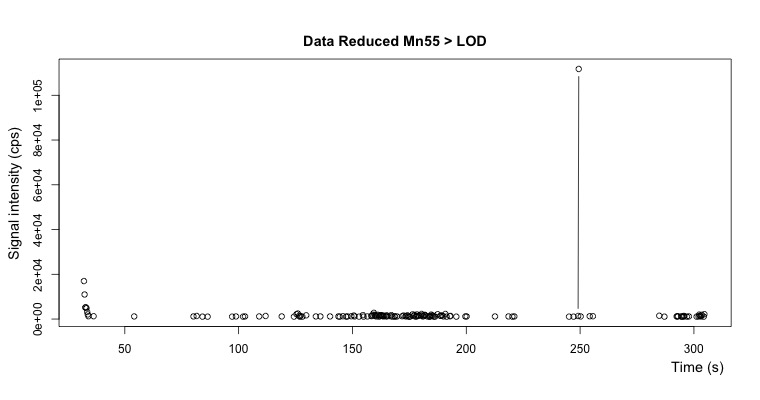 Data Reduced Mn55 > LOD
Signal intensity (cps)
1e+05
8e+04
6e+04
4e+04
2e+04
0e+00
50 100 150 200 250 300
Time (s)